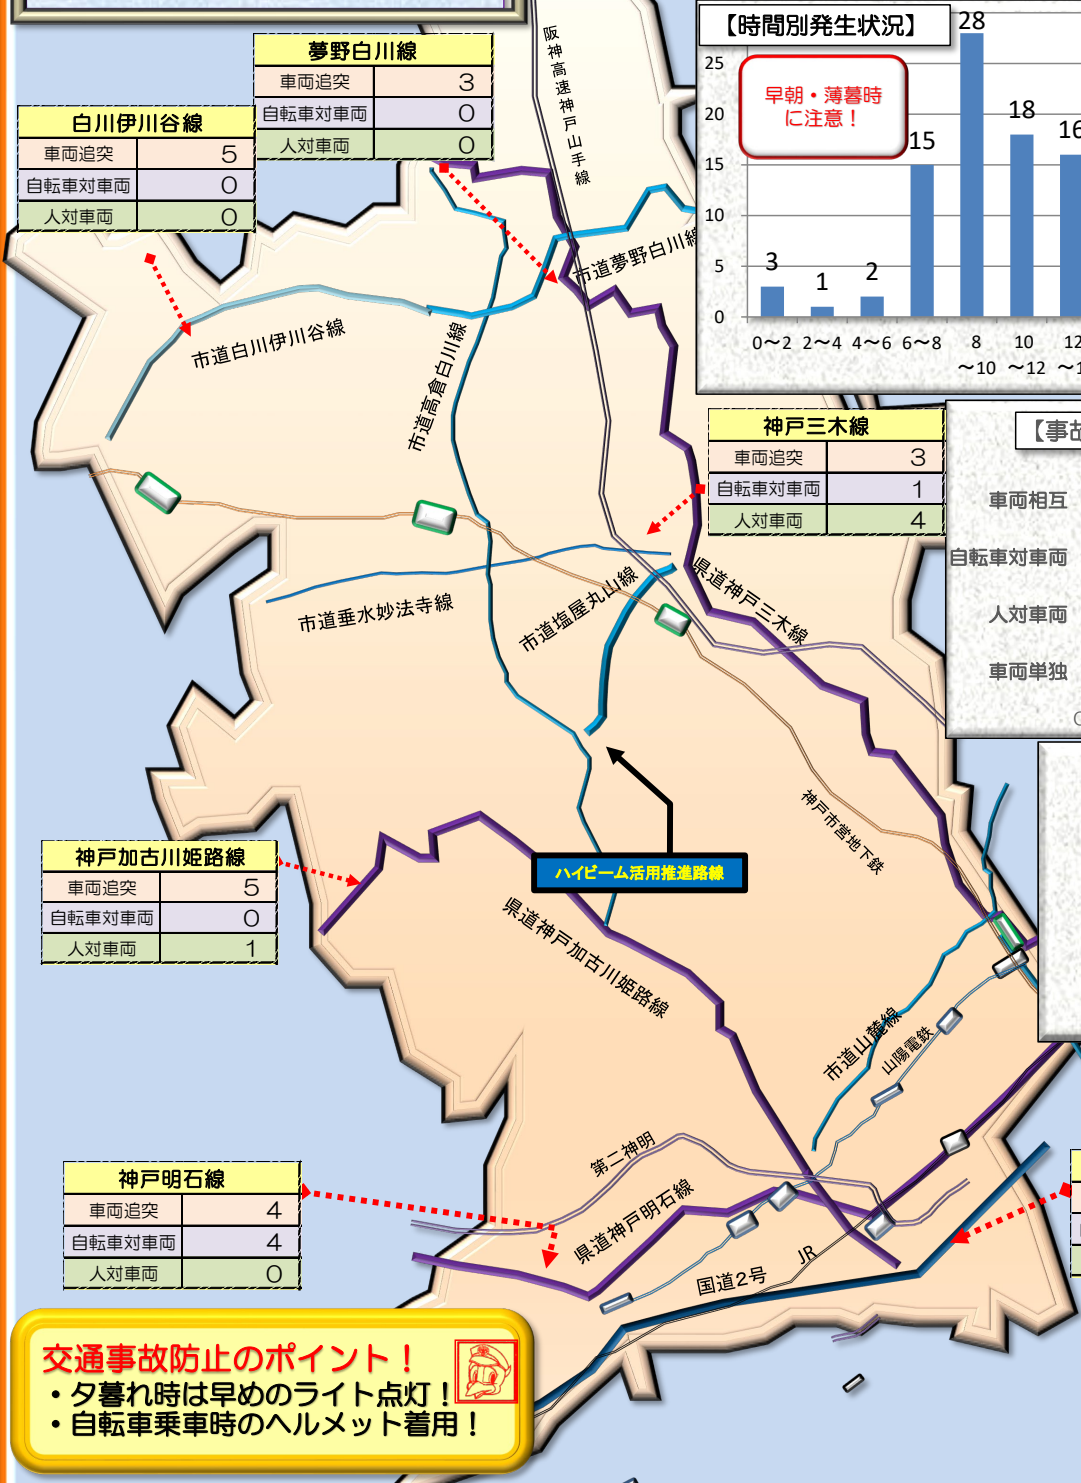 夢野白川線
車両追突 3
自転車対車両 0
人対車両 0
白川伊川谷線
車両追突 5
自転車対車両 0
人対車両 0
阪神高速神戸山手線
【時間別発生状況】
早朝・薄暮時
に注意！
25
20
15
10
5
0
3
1
2
15
28
18
16
0～2 2～4 4～6 6～8 8
～10 10
～12 12
市道夢野白川線
市道白川伊川谷線
市道高倉白川線
神戸三木線
車両追突 3
自転車対車両 1
人対車両 4
【事故
車両相互
自転車対車両
人対車両
車両単独
市道垂水妙法寺線
市道塩屋丸山線
県道神戸三木線
神戸市営地下鉄
ハイビーム活用推進路線
神戸加古川姫路線
車両追突 5
自転車対車両 0
人対車両 1
県道神戸加古川姫路線
市道山麓線
山陽電鉄
第二神明
神戸明石線
車両追突 4
自転車対車両 4
人対車両 0
県道神戸明石線
国道2号
JR
交通事故防止のポイント！
・夕暮れ時は早めのライト点灯！
・自転車乗車時のヘルメット着用！